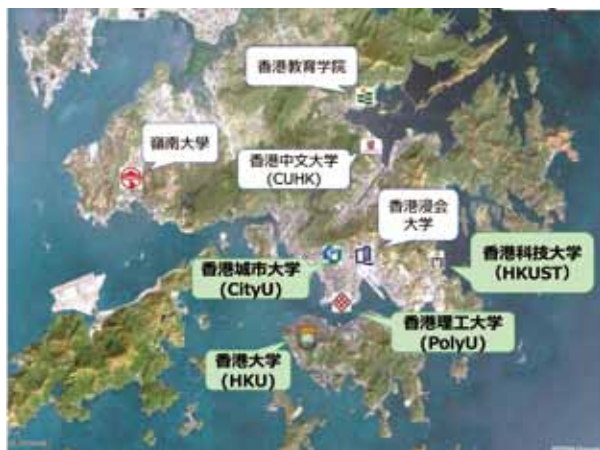 香港教育学院
嶺南大學
香港中文大学
(CUHK)
香港浸会
大学
香港城市大学
(CityU)
香港科技大学
（HKUST）
香港理工大学
(PolyU)
香港大学
(HKU)